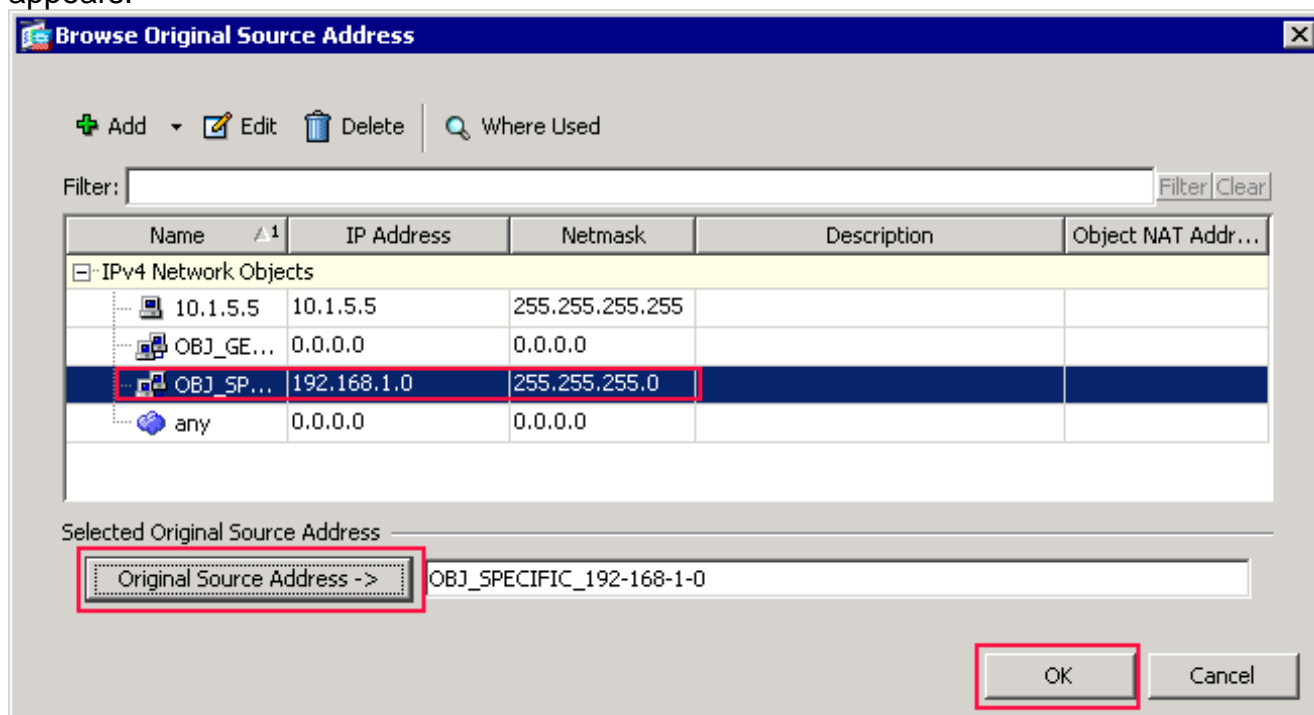 appears.
Browse Original Source Address
Add Edit Delete Where Used
Filter: Filter Clear
Name 1 IP Address Netmask Description Object NAT Addr...
IPv4 Network Objects
10.1.5.5 10.1.5.5 255.255.255.255
OBJ_GE... 0.0.0.0 0.0.0.0
OBJ_SP... 192.168.1.0 255.255.255.0
any 0.0.0.0 0.0.0.0
Selected Original Source Address
Original Source Address -> OBJ_SPECIFIC_192-168-1-0
OK Cancel